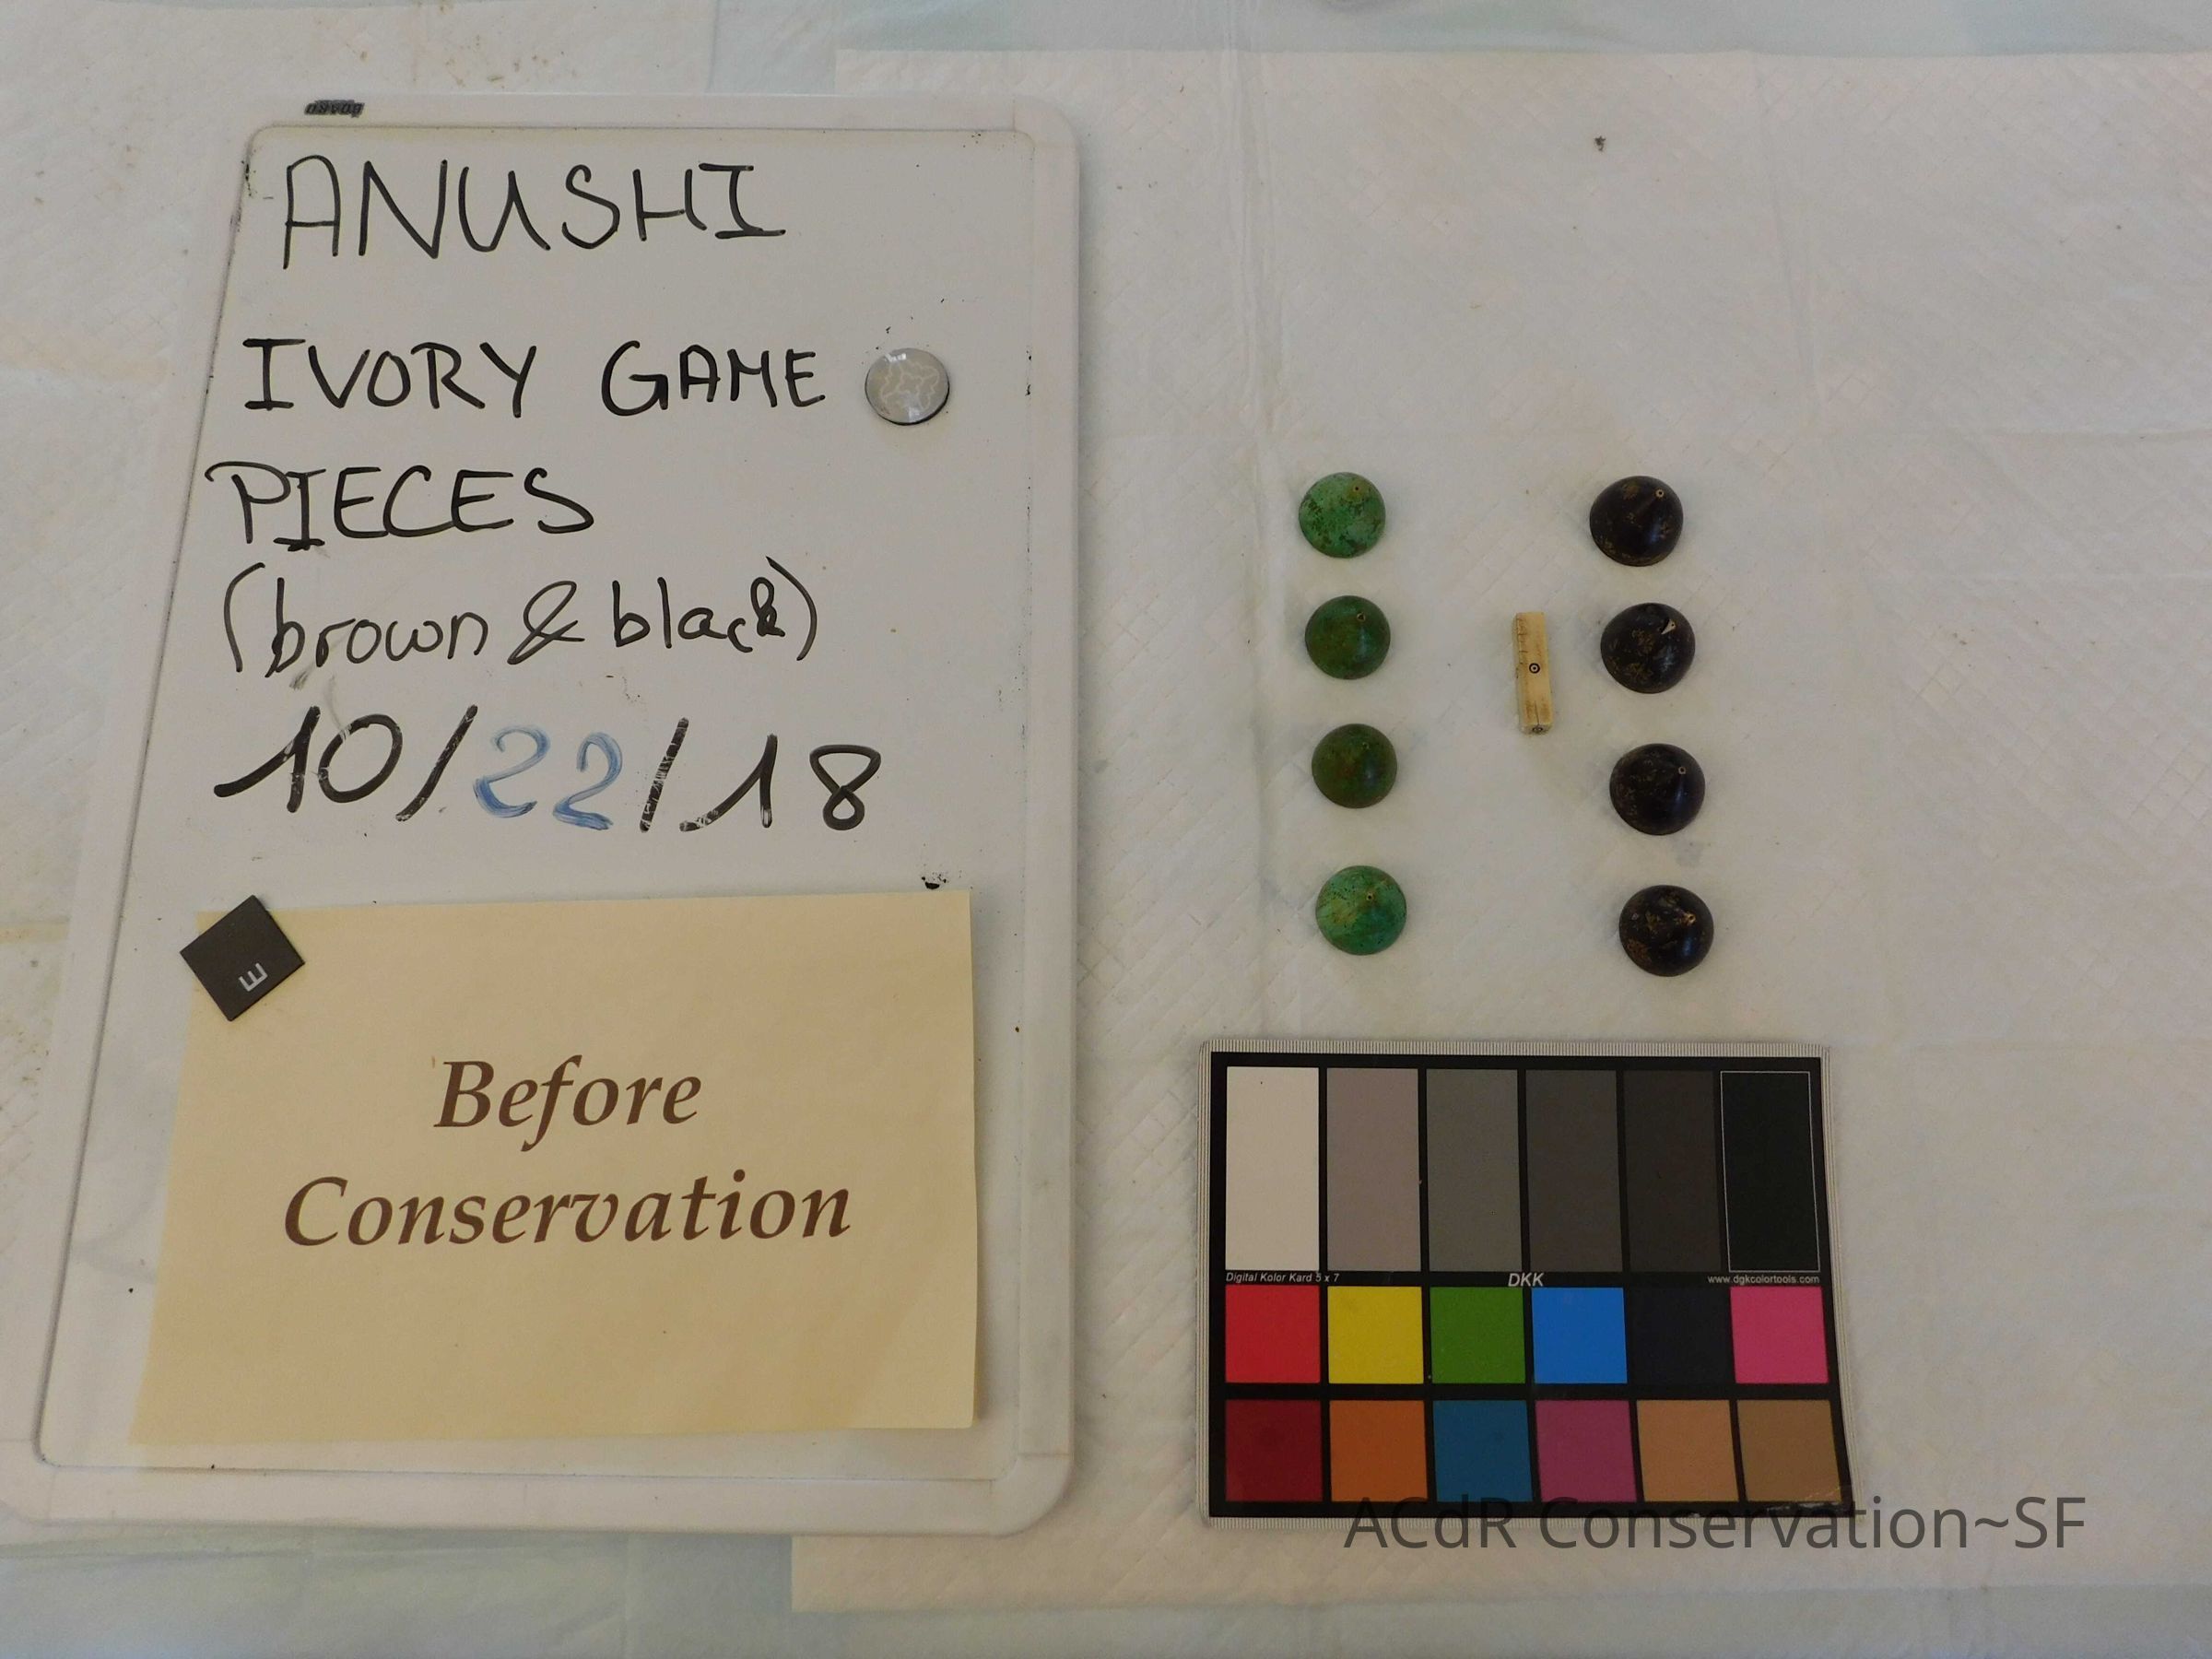 BOARD
ANUSHI
IVORY GAME
PIECES
(brown & black)
10/22/18
E
Before
Conservation
Digital Kolor Kard 5 x 7 DKK www.dgkcolortools.com
ACdR Conservation~SF